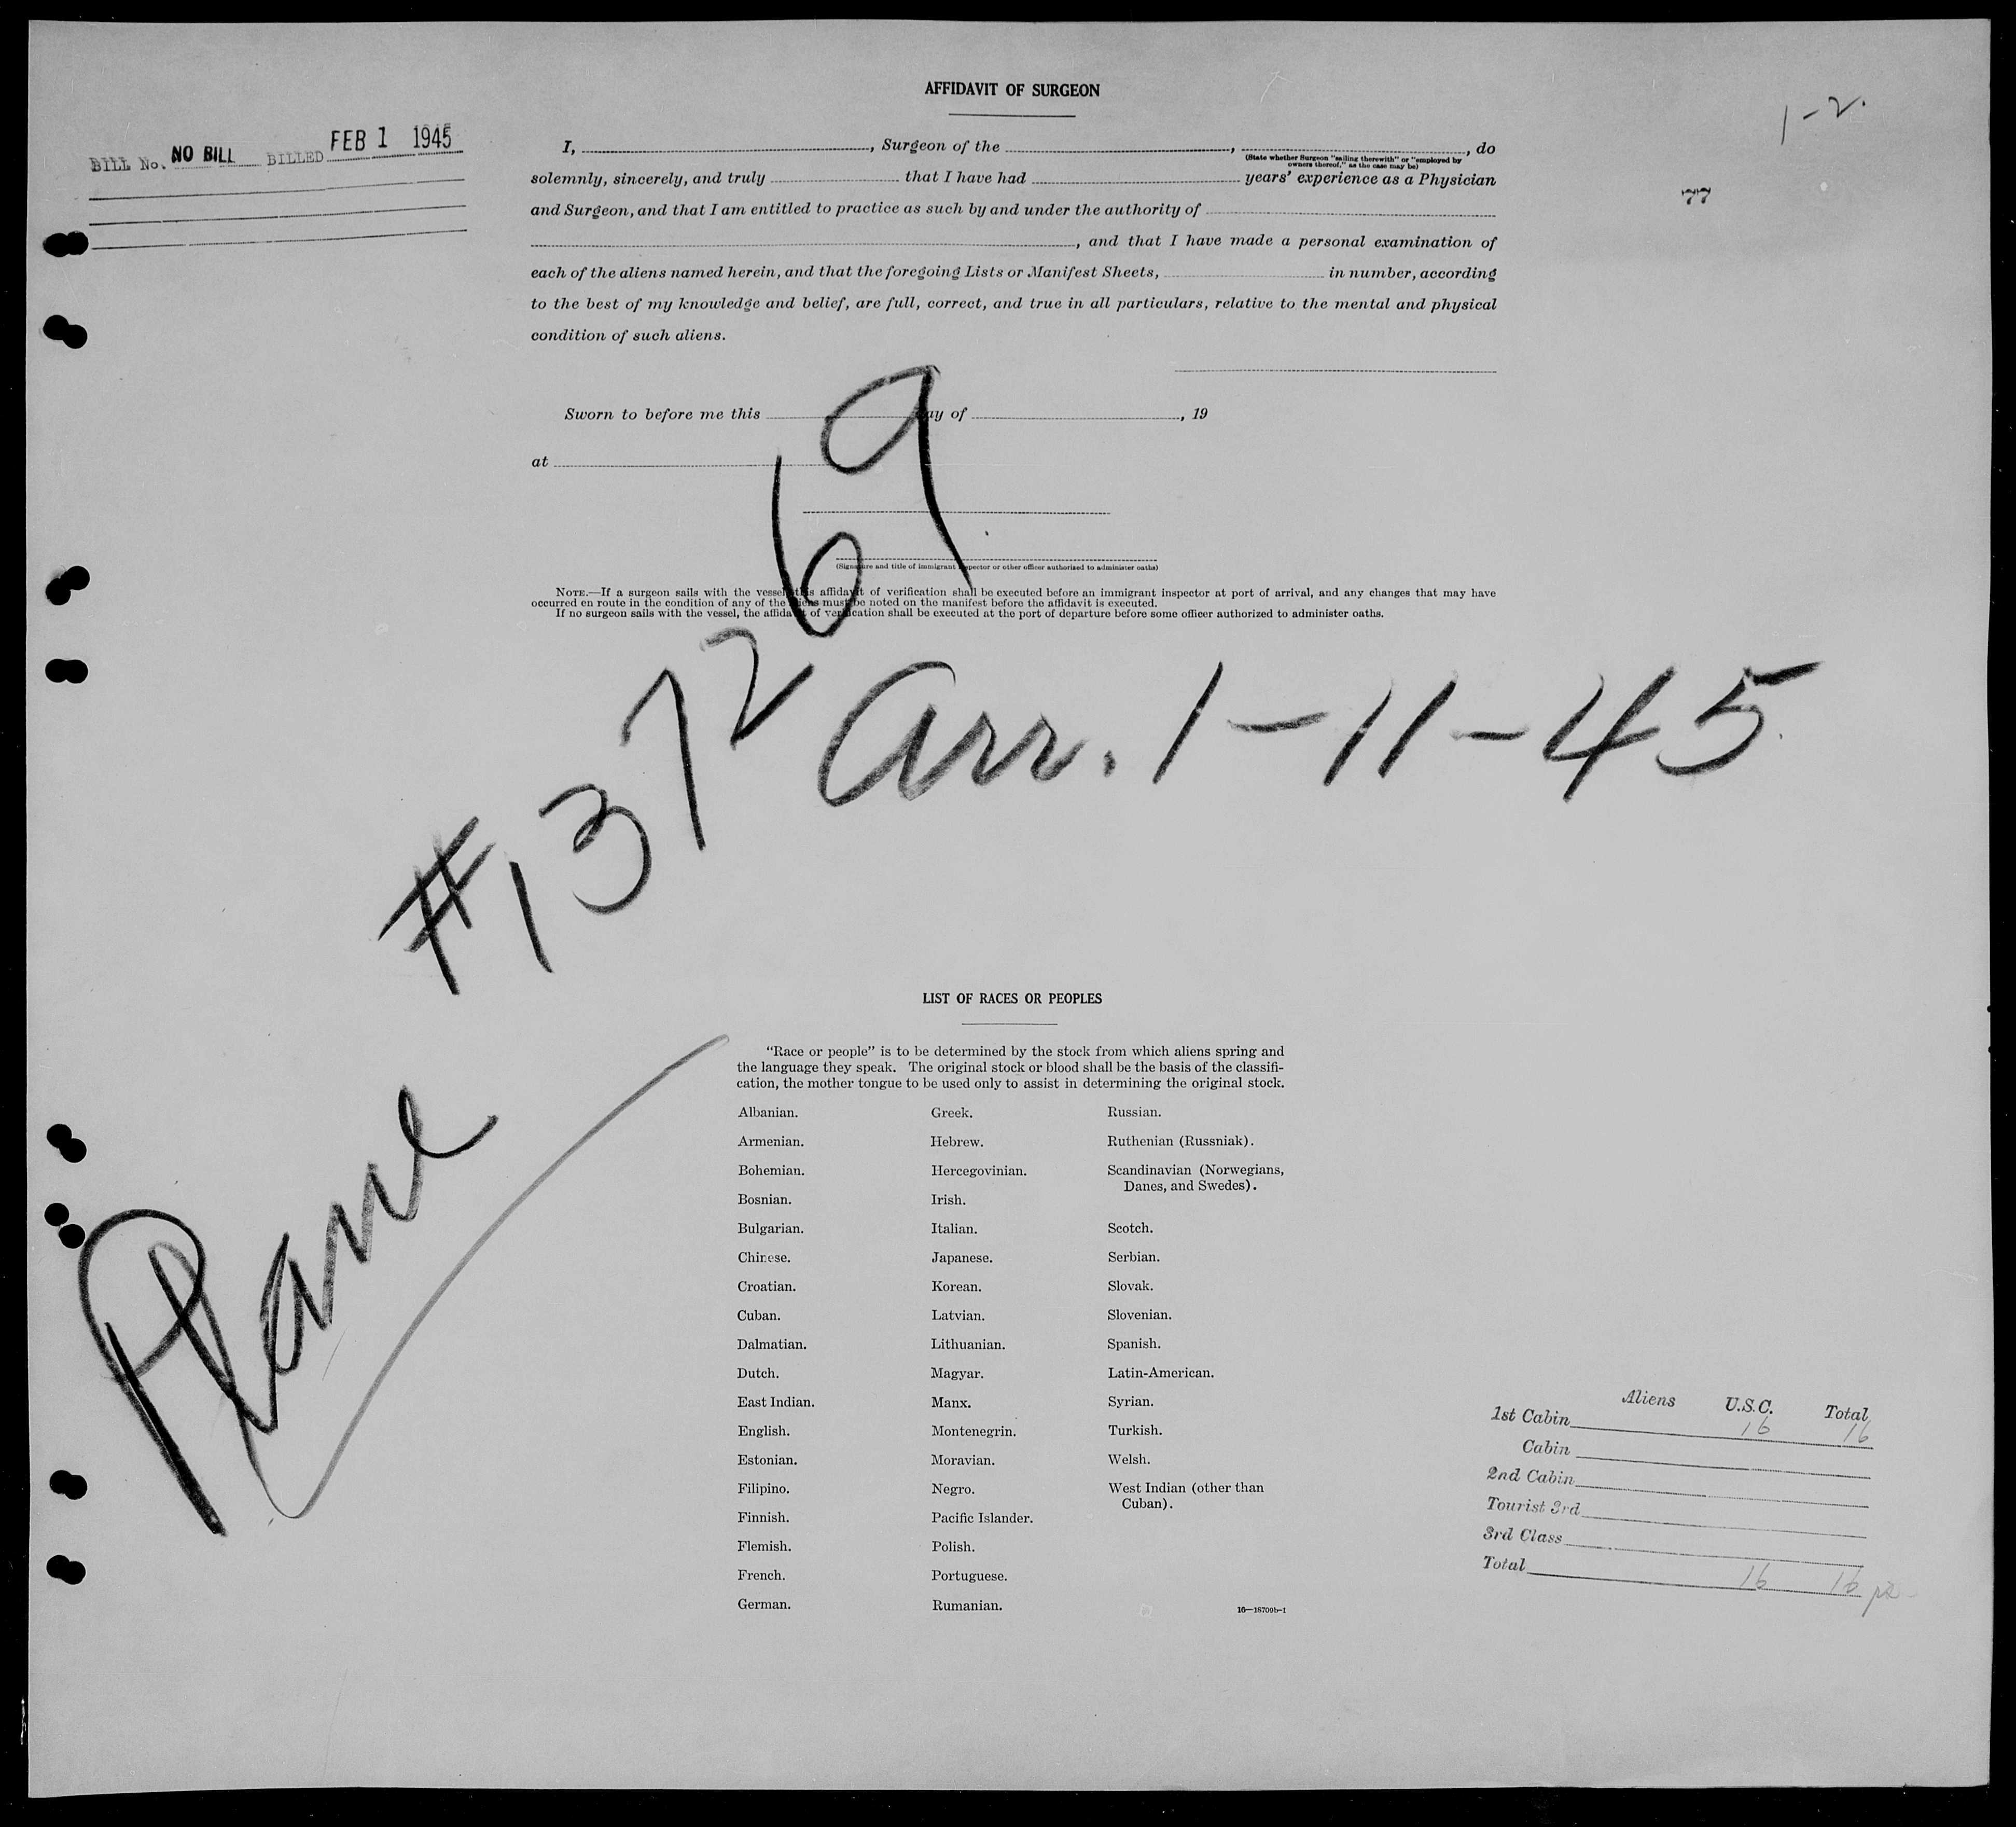 AFFIDAVIT OF SURGEON
1-2.
BILL No. NO BILL BILLED FEB 1 1945
77
I, , Surgeon of the , , do
(State whether Surgeon "sailing therewith" or "employed by owners thereof," as the case may be)
solemnly, sincerely, and truly that I have had years' experience as a Physician
and Surgeon, and that I am entitled to practice as such by and under the authority of
, and that I have made a personal examination of
each of the aliens named herein, and that the foregoing Lists or Manifest Sheets, in number, according
to the best of my knowledge and belief, are full, correct, and true in all particulars, relative to the mental and physical
condition of such aliens.
Sworn to before me this day of , 19
at
(Signature and title of immigrant inspector or other officer authorized to administer oaths)
NOTE.—If a surgeon sails with the vessel, this affidavit of verification shall be executed before an immigrant inspector at port of arrival, and any changes that may have
occurred en route in the condition of any of the aliens must be noted on the manifest before the affidavit is executed.
If no surgeon sails with the vessel, the affidavit of verification shall be executed at the port of departure before some officer authorized to administer oaths.
Plane #137269
arr. 1-11-45
LIST OF RACES OR PEOPLES
"Race or people" is to be determined by the stock from which aliens spring and
the language they speak. The original stock or blood shall be the basis of the classifi-
cation, the mother tongue to be used only to assist in determining the original stock.
Albanian. Greek. Russian.
Armenian. Hebrew. Ruthenian (Russniak).
Bohemian. Hercegovinian. Scandinavian (Norwegians,
Danes, and Swedes).
Bosnian. Irish.
Bulgarian. Italian. Scotch.
Chinese. Japanese. Serbian.
Croatian. Korean. Slovak.
Cuban. Latvian. Slovenian.
Dalmatian. Lithuanian. Spanish.
Dutch. Magyar. Latin-American.
East Indian. Manx. Syrian.
English. Montenegrin. Turkish.
Estonian. Moravian. Welsh.
Filipino. Negro. West Indian (other than
Cuban).
Finnish. Pacific Islander.
Flemish. Polish.
French. Portuguese.
German. Rumanian.
16—18709b-1
Aliens U.S.C. Total
1st Cabin 16 16
Cabin
2nd Cabin
Tourist 3rd
3rd Class
Total 16 16